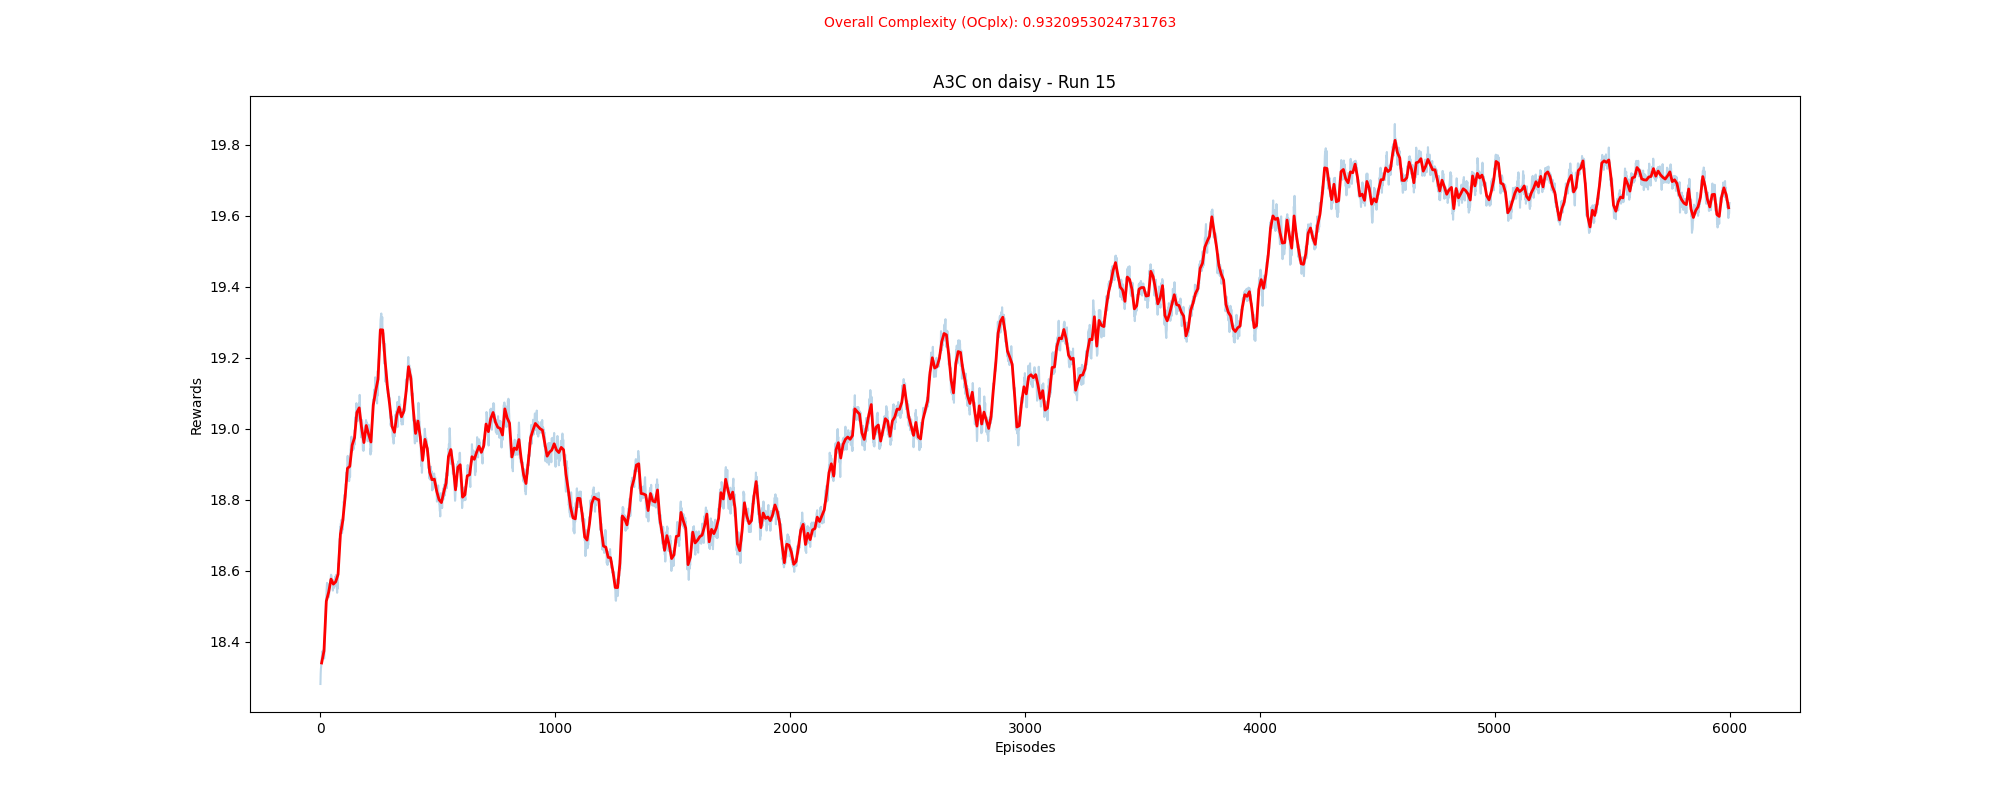 Overall Complexity (OCplx): 0.9320953024731763
A3C on daisy - Run 15
Rewards
19.8
19.6
19.4
19.2
19.0
18.8
18.6
18.4
0 1000 2000 3000 4000 5000 6000
Episodes